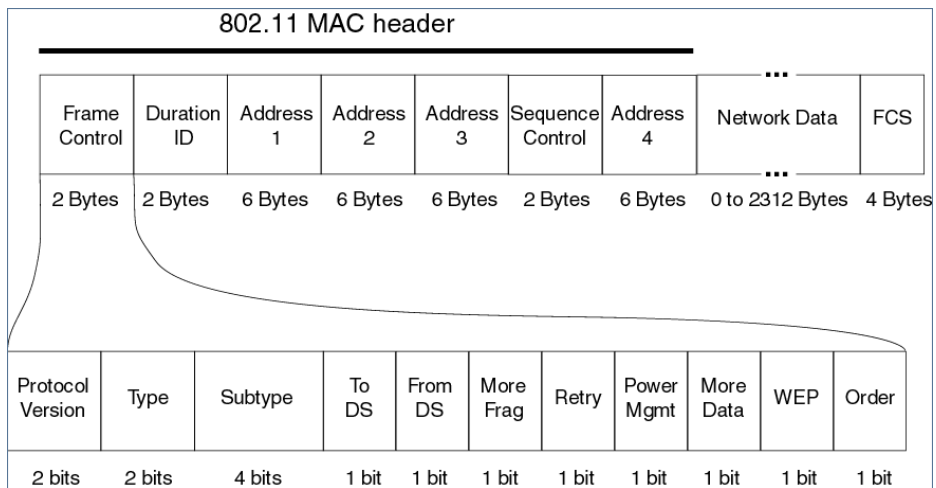 802.11 MAC header
Frame Control
Duration ID
Address 1
Address 2
Address 3
Sequence Control
Address 4
Network Data
FCS
2 Bytes
2 Bytes
6 Bytes
6 Bytes
6 Bytes
2 Bytes
6 Bytes
0 to 2312 Bytes
4 Bytes
Protocol Version
Type
Subtype
To DS
From DS
More Frag
Retry
Power Mgmt
More Data
WEP
Order
2 bits
2 bits
4 bits
1 bit
1 bit
1 bit
1 bit
1 bit
1 bit
1 bit
1 bit